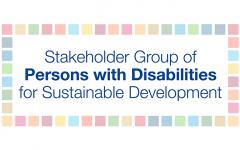 Stakeholder Group of
Persons with Disabilities
for Sustainable Development